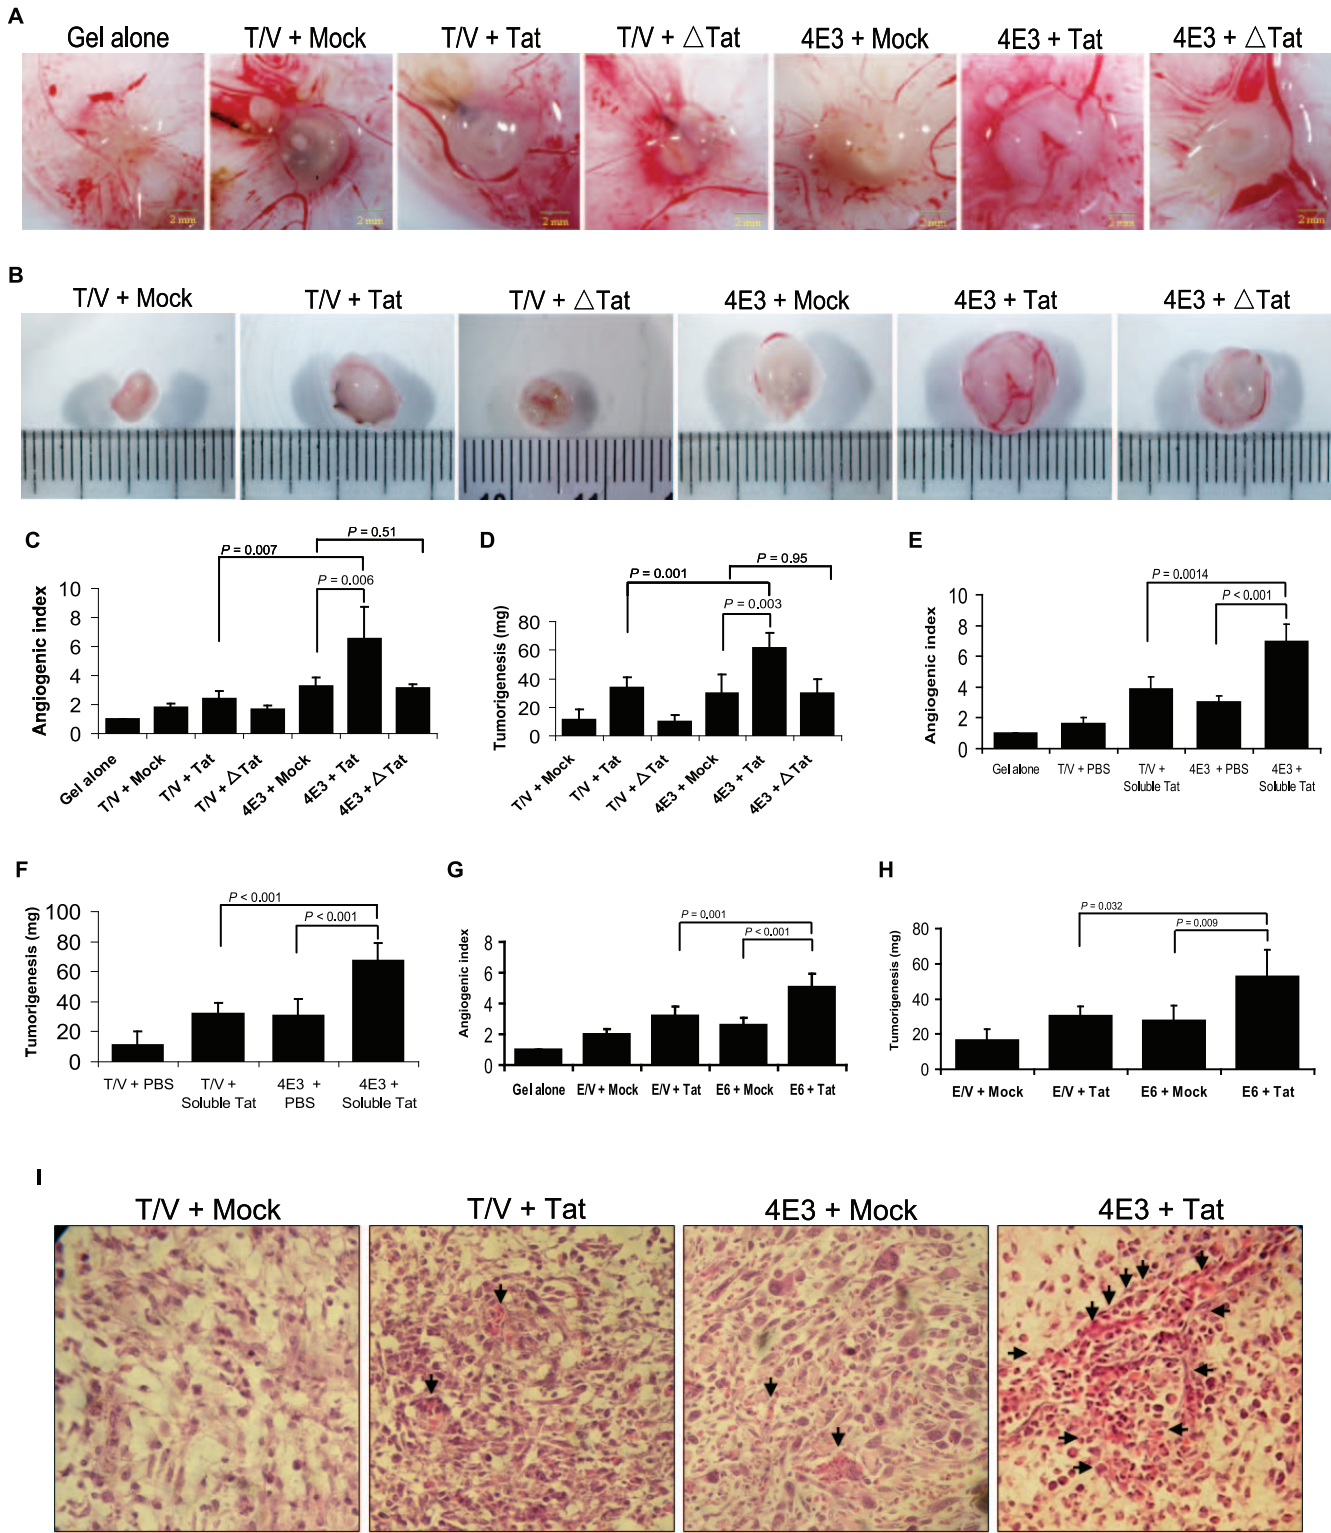 A
Gel alone
T/V + Mock
T/V + Tat
T/V + △Tat
4E3 + Mock
4E3 + Tat
4E3 + △Tat
2 mm
2 mm
2 mm
2 mm
2 mm
2 mm
2 mm
B
T/V + Mock
T/V + Tat
T/V + △Tat
4E3 + Mock
4E3 + Tat
4E3 + △Tat
11
C
P = 0.51
P = 0.007
P = 0.006
Angiogenic index
10
8
6
4
2
0
Gel alone
T/V + Mock
T/V + Tat
T/V + △Tat
4E3 + Mock
4E3 + Tat
4E3 + △Tat
D
P = 0.95
P = 0.001
P = 0.003
Tumorigenesis (mg)
80
60
40
20
0
T/V + Mock
T/V + Tat
T/V + △Tat
4E3 + Mock
4E3 + Tat
4E3 + △Tat
E
P = 0.0014
P < 0.001
Angiogenic index
10
8
6
4
2
0
Gel alone
T/V + PBS
T/V +
Soluble Tat
4E3 + PBS
4E3 +
Soluble Tat
F
P < 0.001
P < 0.001
Tumorigenesis (mg)
100
80
60
40
20
0
T/V + PBS
T/V +
Soluble Tat
4E3 +
PBS
4E3 +
Soluble Tat
G
P = 0.001
P < 0.001
Angiogenic index
8
6
4
2
0
Gel alone
E/V + Mock
E/V + Tat
E6 + Mock
E6 + Tat
H
P = 0.032
P = 0.009
Tumorigenesis (mg)
80
60
40
20
0
E/V + Mock
E/V + Tat
E6 + Mock
E6 + Tat
I
T/V + Mock
T/V + Tat
4E3 + Mock
4E3 + Tat